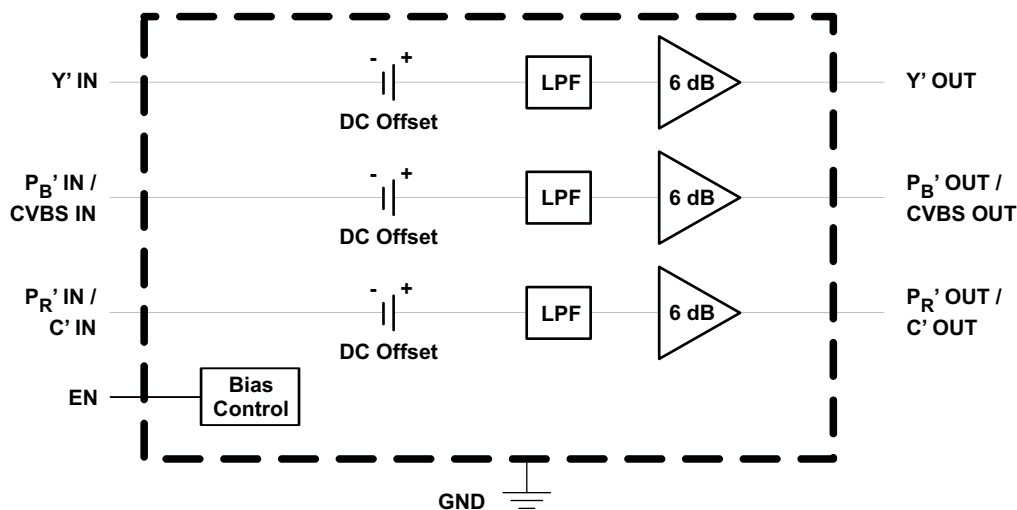 Y’ IN
- +
DC Offset
LPF
6 dB
Y’ OUT
P_B’ IN /
CVBS IN
- +
DC Offset
LPF
6 dB
P_B’ OUT /
CVBS OUT
P_R’ IN /
C’ IN
- +
DC Offset
LPF
6 dB
P_R’ OUT /
C’ OUT
EN
Bias
Control
GND